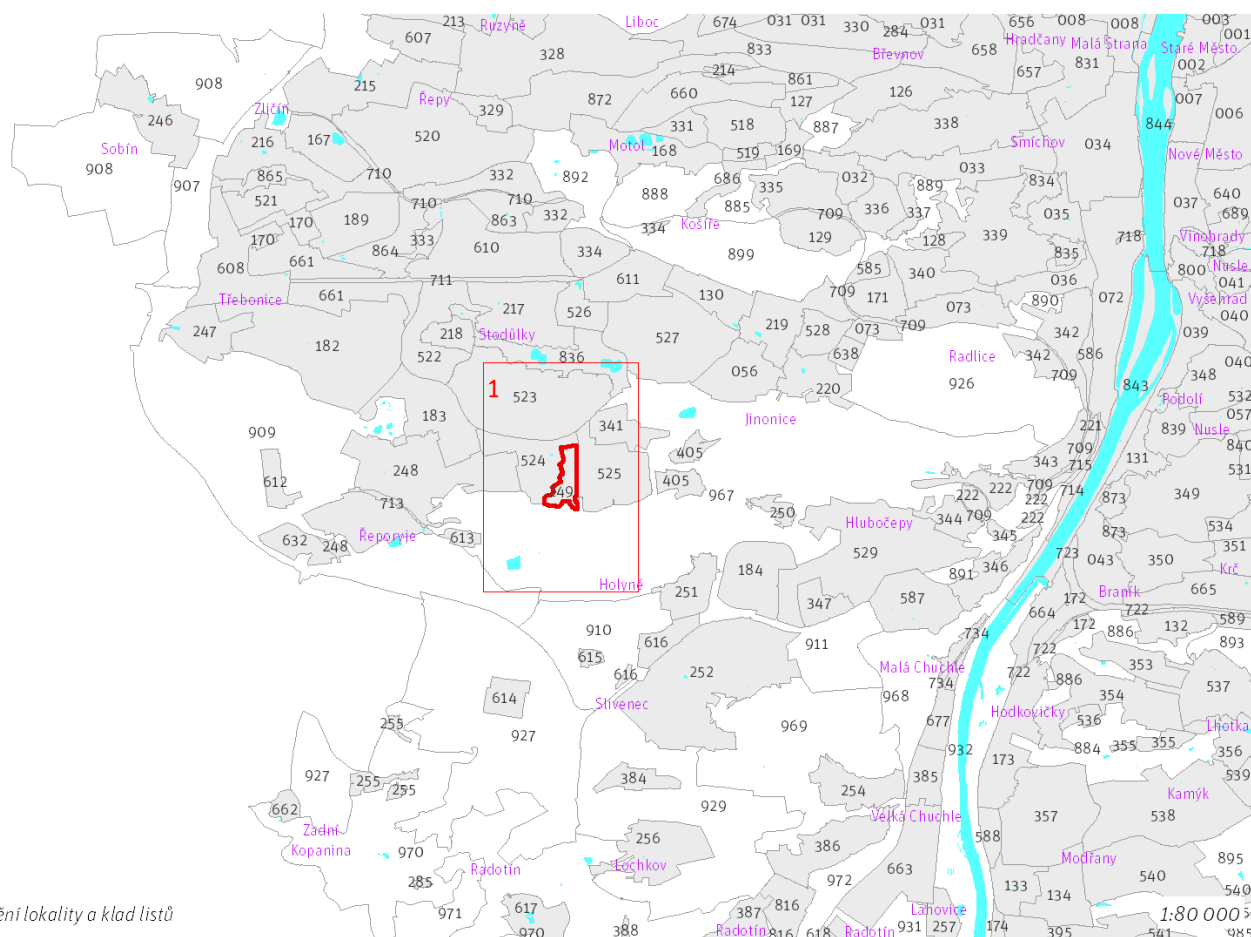 213 Ruzyně Liboc 674 031 031 330 284 031 656 008 008 003
607 328 833 Břevnov 658 Hradčany Malá Strana Staré Město 001
908 215 214 861 657 831 002
Řepy 329 872 660 127 126 007
246 Zličín 167 520 331 518 887 338 844 006
Sobín 216 Motol 168 519 169 Smíchov 034 Nové Město
908 907 865 710 332 892 686 335 032 033 834
521 710 710 888 885 889 640
170 189 863 332 334 709 336 337 035 037 689
170 864 333 610 334 Košíře 129 128 339 718 Vinohrady
608 661 711 611 899 585 340 835 718 Nusle
Třebonice 661 217 526 130 709 171 073 036 800 041
247 182 218 Stodůlky 527 219 528 073 709 890 072 Vyšehrad
522 836 638 342 040
056 Radlice 342 586 039
1 523 220 926 709 843 348 040
183 341 Jinonice Podolí 532
909 221 839 Nusle 057
524 405 709 840
612 248 525 405 343 715 131 531
967 222 222 709 714 873 349
713 250 Hlubočepy 344 709 222 222
Řeporyje 613 345 873 534
632 248 529 723 043 350 351
184 891 346 Krč
Holyně 251 587 172 Braník 665
347 664 722
910 616 911 734 172 886 132 589
615 722 893
616 252 Malá Chuchle 722 353
614 968 734 886 354 537
Slivenec 677 Hodkovičky
255 927 969 536 Lhotka
932 884 355 355 356
927 255 384 385 173 539
255 254 Kamýk
662 929 Velká Chuchle 357 538
Zadní
Kopanina 256 386 588
970 Lochkov 663 Modřany 895
285 Radotín 972 133 134 540
971 617 387 816 Lahovice 540
970 388 Radotín 816 618 Radotín 931 257 174 395 541 985
ění lokality a klad listů
1:80 000